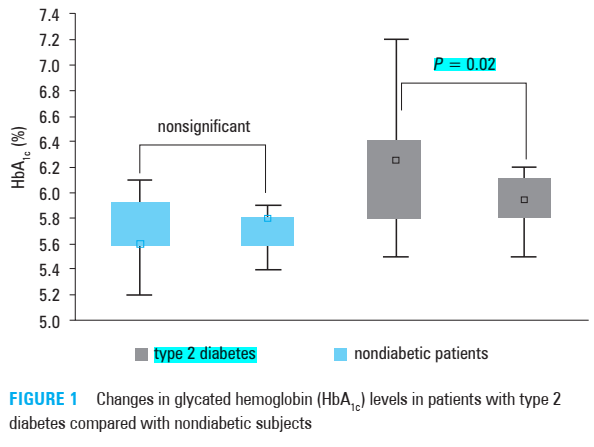 7.4
7.2
7.0
6.8
6.6
6.4
6.2
6.0
5.8
5.6
5.4
5.2
5.0
HbA1c (%)
nonsignificant
P = 0.02
type 2 diabetes
nondiabetic patients
FIGURE 1 Changes in glycated hemoglobin (HbA1c) levels in patients with type 2
diabetes compared with nondiabetic subjects